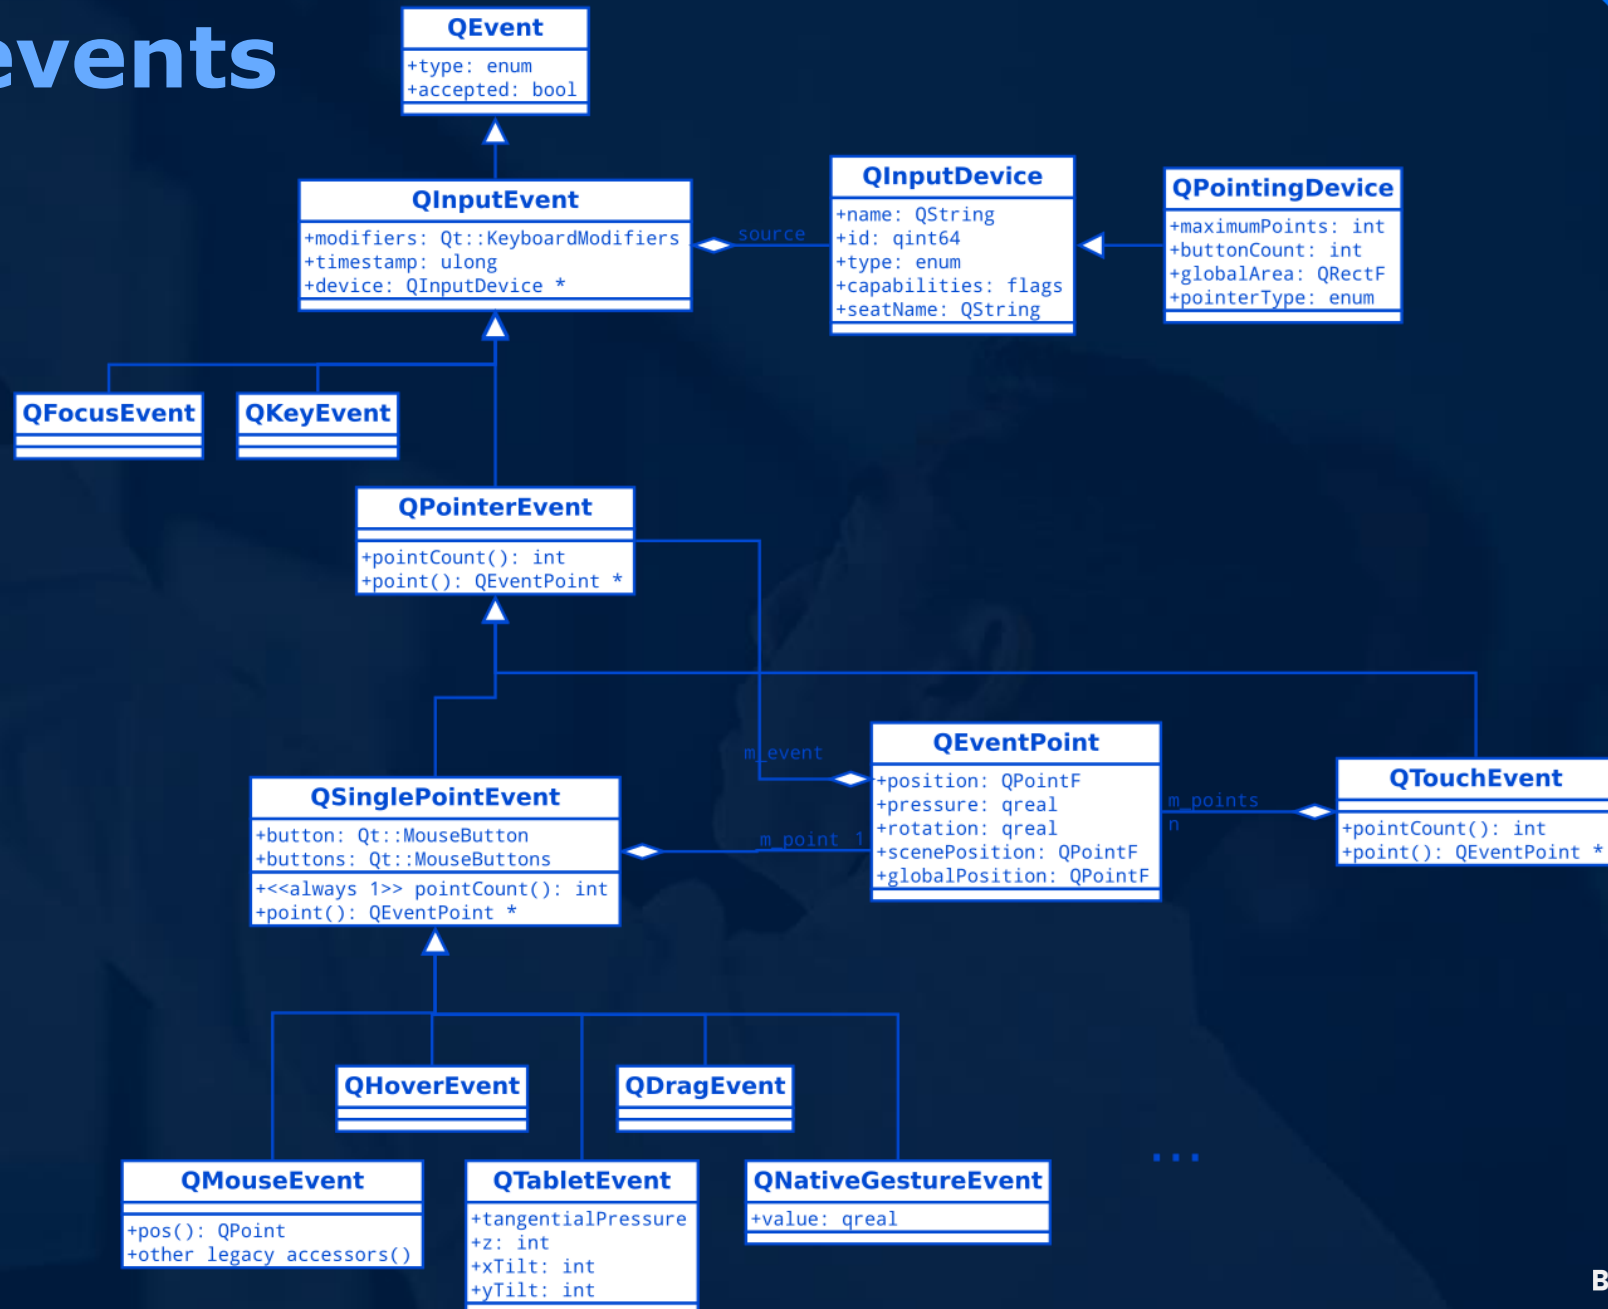 events
QEvent
+type: enum
+accepted: bool
QInputEvent
+modifiers: Qt::KeyboardModifiers
+timestamp: ulong
+device: QInputDevice *
source
QInputDevice
+name: QString
+id: qint64
+type: enum
+capabilities: flags
+seatName: QString
QPointingDevice
+maximumPoints: int
+buttonCount: int
+globalArea: QRectF
+pointerType: enum
QFocusEvent
QKeyEvent
QPointerEvent
+pointCount(): int
+point(): QEventPoint *
m_event
QSinglePointEvent
+button: Qt::MouseButton
+buttons: Qt::MouseButtons
+<<always 1>> pointCount(): int
+point(): QEventPoint *
m_point 1
QEventPoint
+position: QPointF
+pressure: qreal
+rotation: qreal
+scenePosition: QPointF
+globalPosition: QPointF
m_points
n
QTouchEvent
+pointCount(): int
+point(): QEventPoint *
QHoverEvent
QDragEvent
...
QMouseEvent
+pos(): QPoint
+other legacy accessors()
QTabletEvent
+tangentialPressure
+z: int
+xTilt: int
+yTilt: int
QNativeGestureEvent
+value: qreal
B